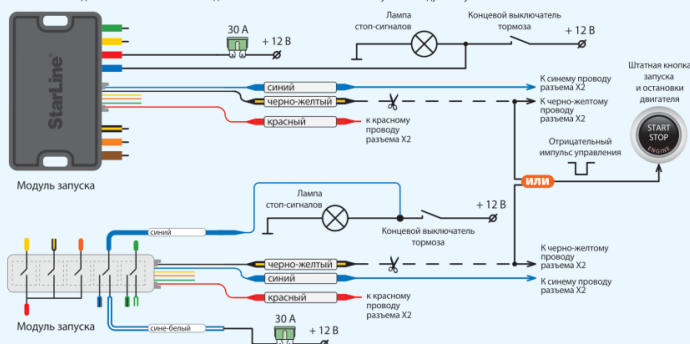 30 А
+ 12 В
Лампа
стоп-сигналов
Концевой выключатель
тормоза
+ 12 В
StarLine
Модуль запуска
синий
черно-желтый
красный
к красному
проводу
разъема X2
К синему проводу
разъема X2
К черно-желтому
проводу
разъема X2
Штатная кнопка
запуска
и остановки
двигателя
START
STOP
ENGINE
Отрицательный
импульс управления
ИЛИ
Лампа
стоп-сигналов
+ 12 В
Концевой выключатель
тормоза
синий
черно-желтый
синий
красный
к красному
проводу
разъема X2
К черно-желтому
проводу
разъема X2
К синему проводу
разъема X2
Модуль запуска
сине-белый
30 А
+ 12 В